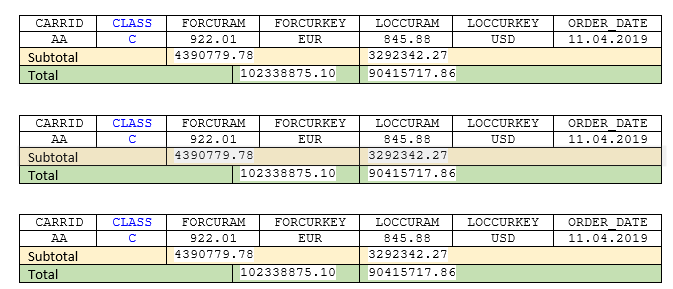 CARRID CLASS FORCURAM FORCURKEY LOCCURAM LOCCURKEY ORDER_DATE
AA C 922.01 EUR 845.88 USD 11.04.2019
Subtotal 4390779.78 3292342.27
Total 102338875.10 90415717.86
CARRID CLASS FORCURAM FORCURKEY LOCCURAM LOCCURKEY ORDER_DATE
AA C 922.01 EUR 845.88 USD 11.04.2019
Subtotal 4390779.78 3292342.27
Total 102338875.10 90415717.86
CARRID CLASS FORCURAM FORCURKEY LOCCURAM LOCCURKEY ORDER_DATE
AA C 922.01 EUR 845.88 USD 11.04.2019
Subtotal 4390779.78 3292342.27
Total 102338875.10 90415717.86